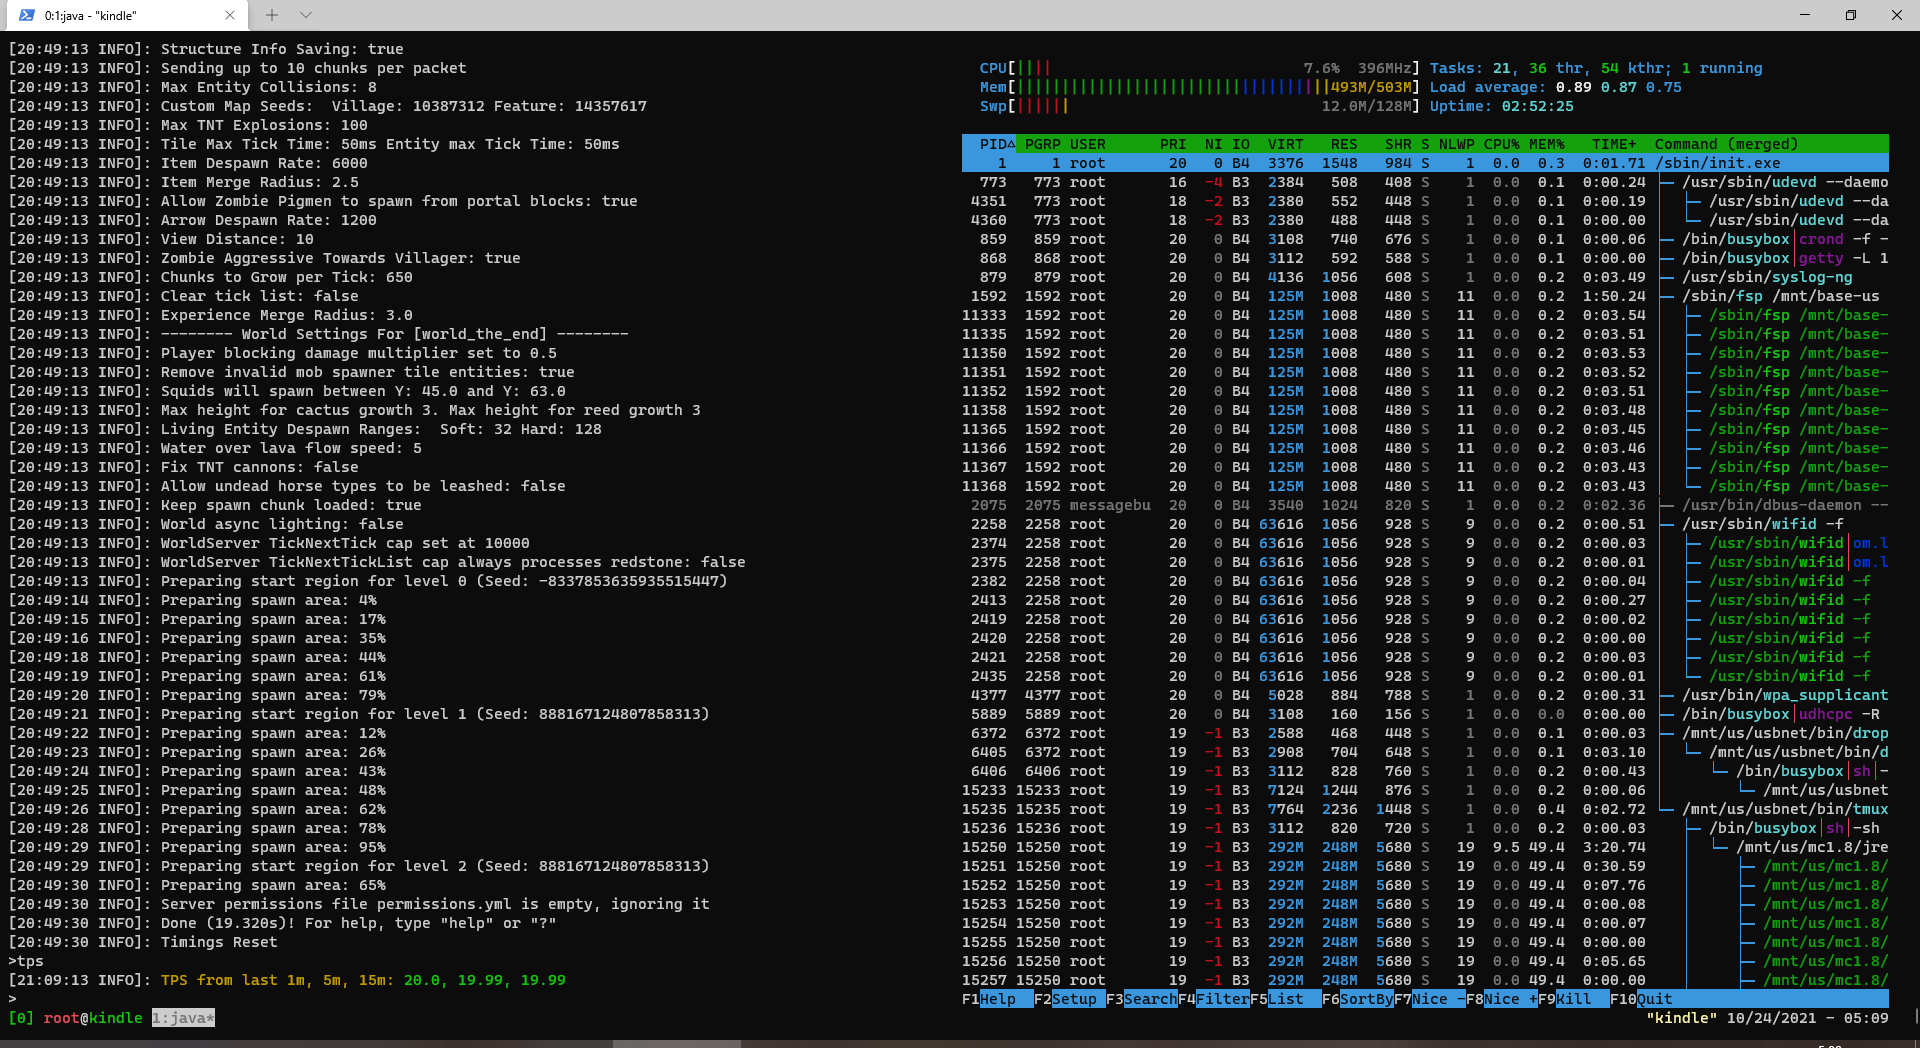 0:1:java - "kindle"
[20:49:13 INFO]: Structure Info Saving: true
[20:49:13 INFO]: Sending up to 10 chunks per packet
[20:49:13 INFO]: Max Entity Collisions: 8
[20:49:13 INFO]: Custom Map Seeds:  Village: 10387312 Feature: 14357617
[20:49:13 INFO]: Max TNT Explosions: 100
[20:49:13 INFO]: Tile Max Tick Time: 50ms Entity max Tick Time: 50ms
[20:49:13 INFO]: Item Despawn Rate: 6000
[20:49:13 INFO]: Item Merge Radius: 2.5
[20:49:13 INFO]: Allow Zombie Pigmen to spawn from portal blocks: true
[20:49:13 INFO]: Arrow Despawn Rate: 1200
[20:49:13 INFO]: View Distance: 10
[20:49:13 INFO]: Zombie Aggressive Towards Villager: true
[20:49:13 INFO]: Chunks to Grow per Tick: 650
[20:49:13 INFO]: Clear tick list: false
[20:49:13 INFO]: Experience Merge Radius: 3.0
[20:49:13 INFO]: -------- World Settings For [world_the_end] --------
[20:49:13 INFO]: Player blocking damage multiplier set to 0.5
[20:49:13 INFO]: Remove invalid mob spawner tile entities: true
[20:49:13 INFO]: Squids will spawn between Y: 45.0 and Y: 63.0
[20:49:13 INFO]: Max height for cactus growth 3. Max height for reed growth 3
[20:49:13 INFO]: Living Entity Despawn Ranges:  Soft: 32 Hard: 128
[20:49:13 INFO]: Water over lava flow speed: 5
[20:49:13 INFO]: Fix TNT cannons: false
[20:49:13 INFO]: Allow undead horse types to be leashed: false
[20:49:13 INFO]: Keep spawn chunk loaded: true
[20:49:13 INFO]: World async lighting: false
[20:49:13 INFO]: WorldServer TickNextTick cap set at 10000
[20:49:13 INFO]: WorldServer TickNextTickList cap always processes redstone: false
[20:49:13 INFO]: Preparing start region for level 0 (Seed: -8337853635935515447)
[20:49:14 INFO]: Preparing spawn area: 4%
[20:49:15 INFO]: Preparing spawn area: 17%
[20:49:16 INFO]: Preparing spawn area: 35%
[20:49:18 INFO]: Preparing spawn area: 44%
[20:49:19 INFO]: Preparing spawn area: 61%
[20:49:20 INFO]: Preparing spawn area: 79%
[20:49:21 INFO]: Preparing start region for level 1 (Seed: 888167124807858313)
[20:49:22 INFO]: Preparing spawn area: 12%
[20:49:23 INFO]: Preparing spawn area: 26%
[20:49:24 INFO]: Preparing spawn area: 43%
[20:49:25 INFO]: Preparing spawn area: 48%
[20:49:26 INFO]: Preparing spawn area: 62%
[20:49:28 INFO]: Preparing spawn area: 78%
[20:49:29 INFO]: Preparing spawn area: 95%
[20:49:29 INFO]: Preparing start region for level 2 (Seed: 888167124807858313)
[20:49:30 INFO]: Preparing spawn area: 65%
[20:49:30 INFO]: Server permissions file permissions.yml is empty, ignoring it
[20:49:30 INFO]: Done (19.320s)! For help, type "help" or "?"
[20:49:30 INFO]: Timings Reset
>tps
[21:09:13 INFO]: TPS from last 1m, 5m, 15m: 20.0, 19.99, 19.99
>
CPU[|||| 7.6%  396MHz] Tasks: 21, 36 thr, 54 kthr; 1 running
Mem[||||||||||||||||||||||||||||||||||493M/503M] Load average: 0.89 0.87 0.75
Swp[|||||| 12.0M/128M] Uptime: 02:52:25
PID△ PGRP USER PRI NI IO VIRT RES SHR S NLWP CPU% MEM% TIME+ Command (merged)
1 1 root 20 0 B4 3376 1548 984 S 1 0.0 0.3 0:01.71 /sbin/init.exe
773 773 root 16 -4 B3 2384 508 408 S 1 0.0 0.1 0:00.24 ├─ /usr/sbin/udevd --daemo
4351 773 root 18 -2 B3 2380 552 448 S 1 0.0 0.1 0:00.19 │ ├─ /usr/sbin/udevd --da
4360 773 root 18 -2 B3 2380 488 448 S 1 0.0 0.1 0:00.00 │ └─ /usr/sbin/udevd --da
859 859 root 20 0 B4 3108 740 676 S 1 0.0 0.1 0:00.06 ├─ /bin/busybox│crond -f -
868 868 root 20 0 B4 3112 592 588 S 1 0.0 0.1 0:00.00 ├─ /bin/busybox│getty -L 1
879 879 root 20 0 B4 4136 1056 608 S 1 0.0 0.2 0:03.49 ├─ /usr/sbin/syslog-ng
1592 1592 root 20 0 B4 125M 1008 480 S 11 0.0 0.2 1:50.24 ├─ /sbin/fsp /mnt/base-us
11333 1592 root 20 0 B4 125M 1008 480 S 11 0.0 0.2 0:03.54 │ ├─ /sbin/fsp /mnt/base-
11335 1592 root 20 0 B4 125M 1008 480 S 11 0.0 0.2 0:03.51 │ ├─ /sbin/fsp /mnt/base-
11350 1592 root 20 0 B4 125M 1008 480 S 11 0.0 0.2 0:03.53 │ ├─ /sbin/fsp /mnt/base-
11351 1592 root 20 0 B4 125M 1008 480 S 11 0.0 0.2 0:03.52 │ ├─ /sbin/fsp /mnt/base-
11352 1592 root 20 0 B4 125M 1008 480 S 11 0.0 0.2 0:03.51 │ ├─ /sbin/fsp /mnt/base-
11358 1592 root 20 0 B4 125M 1008 480 S 11 0.0 0.2 0:03.48 │ ├─ /sbin/fsp /mnt/base-
11365 1592 root 20 0 B4 125M 1008 480 S 11 0.0 0.2 0:03.45 │ ├─ /sbin/fsp /mnt/base-
11366 1592 root 20 0 B4 125M 1008 480 S 11 0.0 0.2 0:03.46 │ ├─ /sbin/fsp /mnt/base-
11367 1592 root 20 0 B4 125M 1008 480 S 11 0.0 0.2 0:03.43 │ ├─ /sbin/fsp /mnt/base-
11368 1592 root 20 0 B4 125M 1008 480 S 11 0.0 0.2 0:03.43 │ └─ /sbin/fsp /mnt/base-
2075 2075 messagebu 20 0 B4 3540 1024 820 S 1 0.0 0.2 0:02.36 ├─ /usr/bin/dbus-daemon --
2258 2258 root 20 0 B4 63616 1056 928 S 9 0.0 0.2 0:00.51 ├─ /usr/sbin/wifid -f
2374 2258 root 20 0 B4 63616 1056 928 S 9 0.0 0.2 0:00.03 │ ├─ /usr/sbin/wifid│om.l
2375 2258 root 20 0 B4 63616 1056 928 S 9 0.0 0.2 0:00.01 │ ├─ /usr/sbin/wifid│om.l
2382 2258 root 20 0 B4 63616 1056 928 S 9 0.0 0.2 0:00.04 │ ├─ /usr/sbin/wifid -f
2413 2258 root 20 0 B4 63616 1056 928 S 9 0.0 0.2 0:00.27 │ ├─ /usr/sbin/wifid -f
2419 2258 root 20 0 B4 63616 1056 928 S 9 0.0 0.2 0:00.02 │ ├─ /usr/sbin/wifid -f
2420 2258 root 20 0 B4 63616 1056 928 S 9 0.0 0.2 0:00.00 │ ├─ /usr/sbin/wifid -f
2421 2258 root 20 0 B4 63616 1056 928 S 9 0.0 0.2 0:00.03 │ ├─ /usr/sbin/wifid -f
2435 2258 root 20 0 B4 63616 1056 928 S 9 0.0 0.2 0:00.01 │ └─ /usr/sbin/wifid -f
4377 4377 root 20 0 B4 5028 884 788 S 1 0.0 0.2 0:00.31 ├─ /usr/bin/wpa_supplicant
5889 5889 root 20 0 B4 3108 160 156 S 1 0.0 0.0 0:00.00 ├─ /bin/busybox│udhcpc -R
6372 6372 root 19 -1 B3 2588 468 448 S 1 0.0 0.1 0:00.03 ├─ /mnt/us/usbnet/bin/drop
6405 6372 root 19 -1 B3 2908 704 648 S 1 0.0 0.1 0:03.10 │ └─ /mnt/us/usbnet/bin/d
6406 6406 root 19 -1 B3 3112 828 760 S 1 0.0 0.2 0:00.43 │ └─ /bin/busybox│sh│-
15233 15233 root 19 -1 B3 7124 1244 876 S 1 0.0 0.2 0:00.06 │ └─ /mnt/us/usbnet
15235 15235 root 19 -1 B3 7764 2236 1448 S 1 0.0 0.4 0:02.72 └─ /mnt/us/usbnet/bin/tmux
15236 15236 root 19 -1 B3 3112 820 720 S 1 0.0 0.2 0:00.03 ├─ /bin/busybox│sh│-sh
15250 15250 root 19 -1 B3 292M 248M 5680 S 19 9.5 49.4 3:20.74 │ └─ /mnt/us/mc1.8/jre
15251 15250 root 19 -1 B3 292M 248M 5680 S 19 0.0 49.4 0:30.59 │ ├─ /mnt/us/mc1.8/
15252 15250 root 19 -1 B3 292M 248M 5680 S 19 0.0 49.4 0:07.76 │ ├─ /mnt/us/mc1.8/
15253 15250 root 19 -1 B3 292M 248M 5680 S 19 0.0 49.4 0:00.08 │ ├─ /mnt/us/mc1.8/
15254 15250 root 19 -1 B3 292M 248M 5680 S 19 0.0 49.4 0:00.07 │ ├─ /mnt/us/mc1.8/
15255 15250 root 19 -1 B3 292M 248M 5680 S 19 0.0 49.4 0:00.00 │ ├─ /mnt/us/mc1.8/
15256 15250 root 19 -1 B3 292M 248M 5680 S 19 0.0 49.4 0:05.65 │ ├─ /mnt/us/mc1.8/
15257 15250 root 19 -1 B3 292M 248M 5680 S 19 0.0 49.4 0:00.00 │ ├─ /mnt/us/mc1.8/
F1Help F2Setup F3SearchF4FilterF5List F6SortByF7Nice -F8Nice +F9Kill F10Quit
[0] root@kindle 1:java* "kindle" 10/24/2021 - 05:09